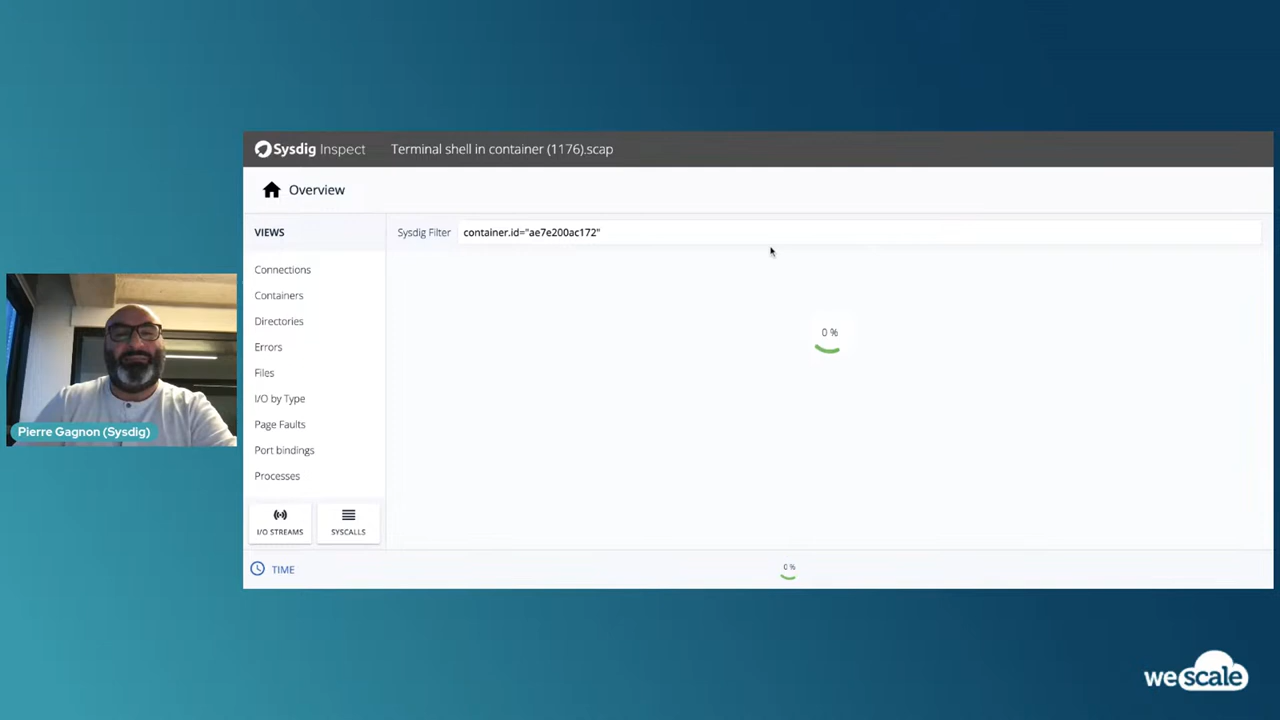 Sysdig Inspect
Terminal shell in container (1176).scap
Overview
VIEWS
Connections
Containers
Directories
Errors
Files
I/O by Type
Page Faults
Port bindings
Processes
I/O STREAMS
SYSCALLS
Sysdig Filter
container.id="ae7e200ac172"
0 %
TIME
0 %
Pierre Gagnon (Sysdig)
wescale